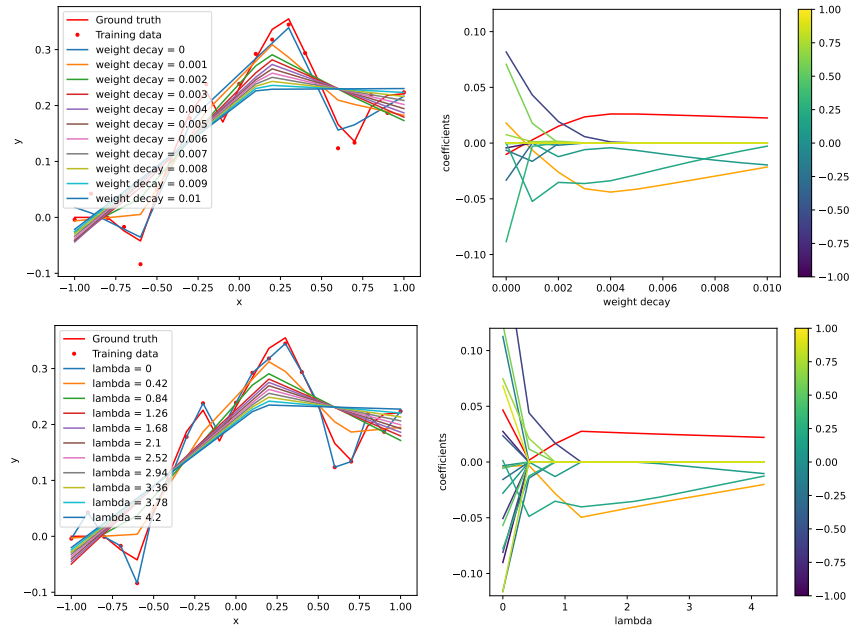 Ground truth
Training data
weight decay = 0
weight decay = 0.001
weight decay = 0.002
weight decay = 0.003
weight decay = 0.004
weight decay = 0.005
weight decay = 0.006
weight decay = 0.007
weight decay = 0.008
weight decay = 0.009
weight decay = 0.01
y
0.3
0.2
0.1
0.0
−0.1
−1.00 −0.75 −0.50 −0.25 0.00 0.25 0.50 0.75 1.00
x
coefficients
0.10
0.05
0.00
−0.05
−0.10
0.000 0.002 0.004 0.006 0.008 0.010
weight decay
1.00
0.75
0.50
0.25
0.00
−0.25
−0.50
−0.75
−1.00
Ground truth
Training data
lambda = 0
lambda = 0.42
lambda = 0.84
lambda = 1.26
lambda = 1.68
lambda = 2.1
lambda = 2.52
lambda = 2.94
lambda = 3.36
lambda = 3.78
lambda = 4.2
y
0.3
0.2
0.1
0.0
−0.1
−1.00 −0.75 −0.50 −0.25 0.00 0.25 0.50 0.75 1.00
x
coefficients
0.10
0.05
0.00
−0.05
−0.10
0 1 2 3 4
lambda
1.00
0.75
0.50
0.25
0.00
−0.25
−0.50
−0.75
−1.00